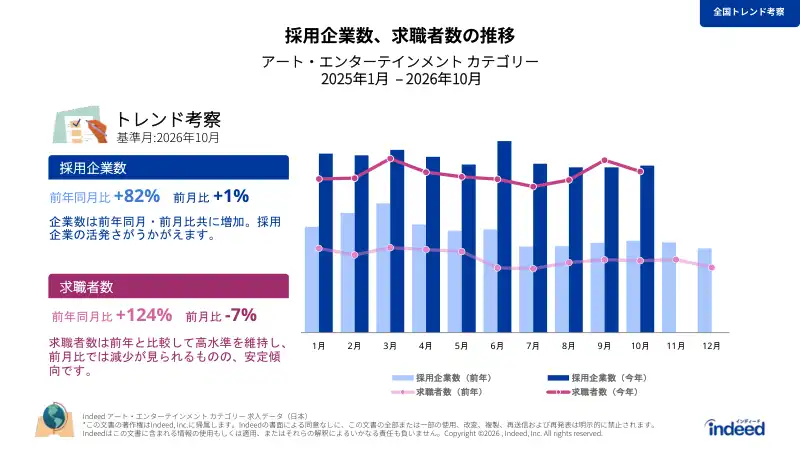 全国トレンド考察
採用企業数、求職者数の推移
アート・エンターテインメント カテゴリー
2025年1月 – 2026年10月
トレンド考察
基準月:2026年10月
採用企業数
前年同月比 +82% 前月比 +1%
企業数は前年同月・前月比共に増加。採用
企業の活発さがうかがえます。
求職者数
前年同月比 +124% 前月比 -7%
求職者数は前年と比較して高水準を維持し、
前月比では減少が見られるものの、安定傾
向です。
1月 2月 3月 4月 5月 6月 7月 8月 9月 10月 11月 12月
採用企業数（前年） 採用企業数（今年）
求職者数（前年） 求職者数（今年）
Indeed アート・エンターテインメント カテゴリー 求人データ（日本）
*この文書の著作権はIndeed, Inc.に帰属します。Indeedの書面による同意なしに、この文書の全部または一部の使用、改変、複製、再送信および再発表は明示的に禁止されます。
Indeedはこの文書に含まれる情報の使用もしくは適用、またはそれらの解釈によるいかなる責任も負いません。Copyright ©2026 , Indeed, Inc. All rights reserved.
インディード
indeed